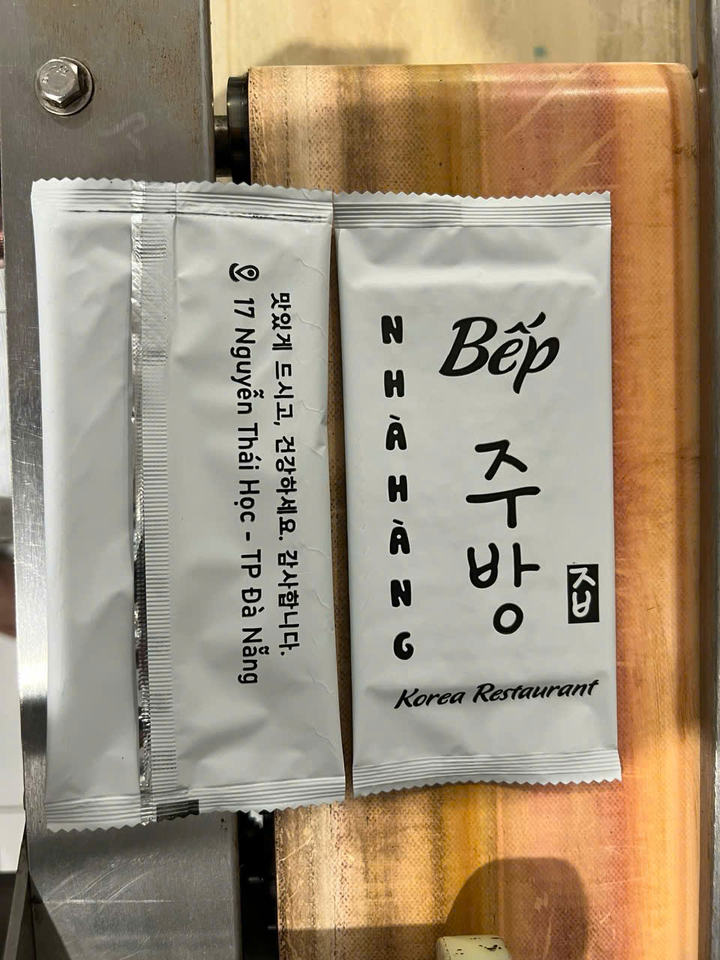 맛있게 드시고, 건강하세요. 감사합니다.
17 Nguyễn Thái Học - TP Đà Nẵng
NHÀ HÀNG
Bếp
주방
KD
Korea Restaurant